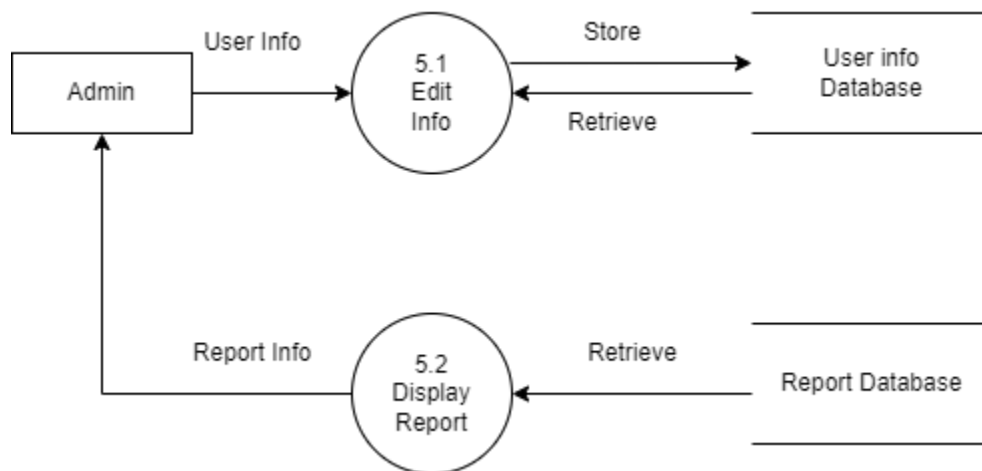 User Info
Store
Admin
5.1
Edit
Info
User info
Database
Retrieve
Report Info
5.2
Display
Report
Retrieve
Report Database